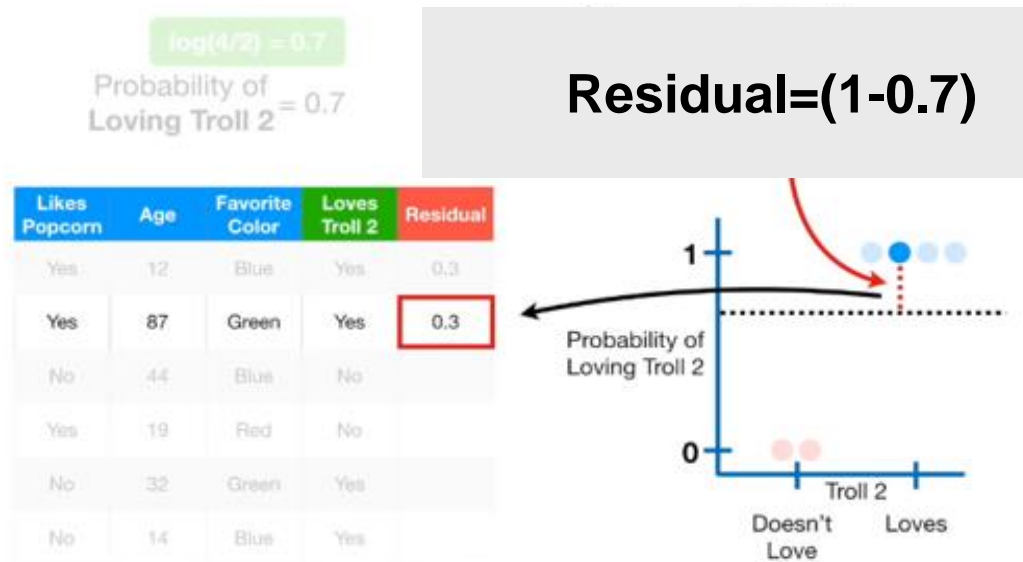 log(4/2) = 0.7
Probability of
Loving Troll 2 = 0.7
Residual=(1-0.7)
Likes Popcorn Age Favorite Color Loves Troll 2 Residual
Yes 12 Blue Yes 0.3
Yes 87 Green Yes 0.3
No 44 Blue No
Yes 19 Red No
No 32 Green Yes
No 14 Blue Yes
1
Probability of
Loving Troll 2
0
Troll 2
Doesn't Love
Loves